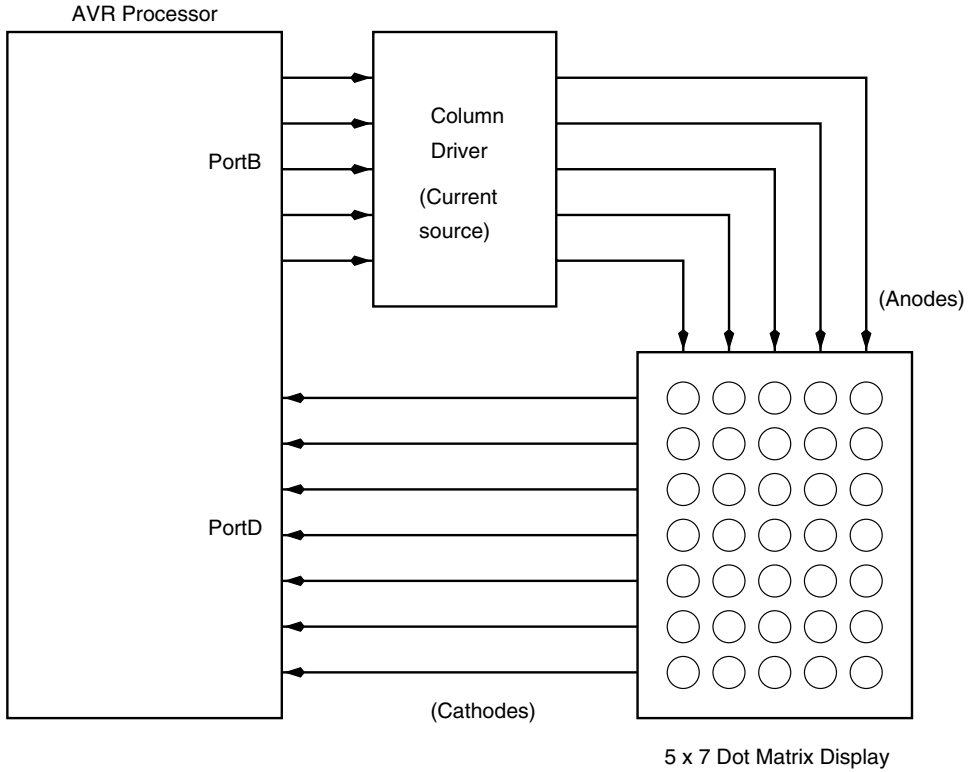 AVR Processor
PortB
Column
Driver
(Current
source)
(Anodes)
PortD
(Cathodes)
5 x 7 Dot Matrix Display